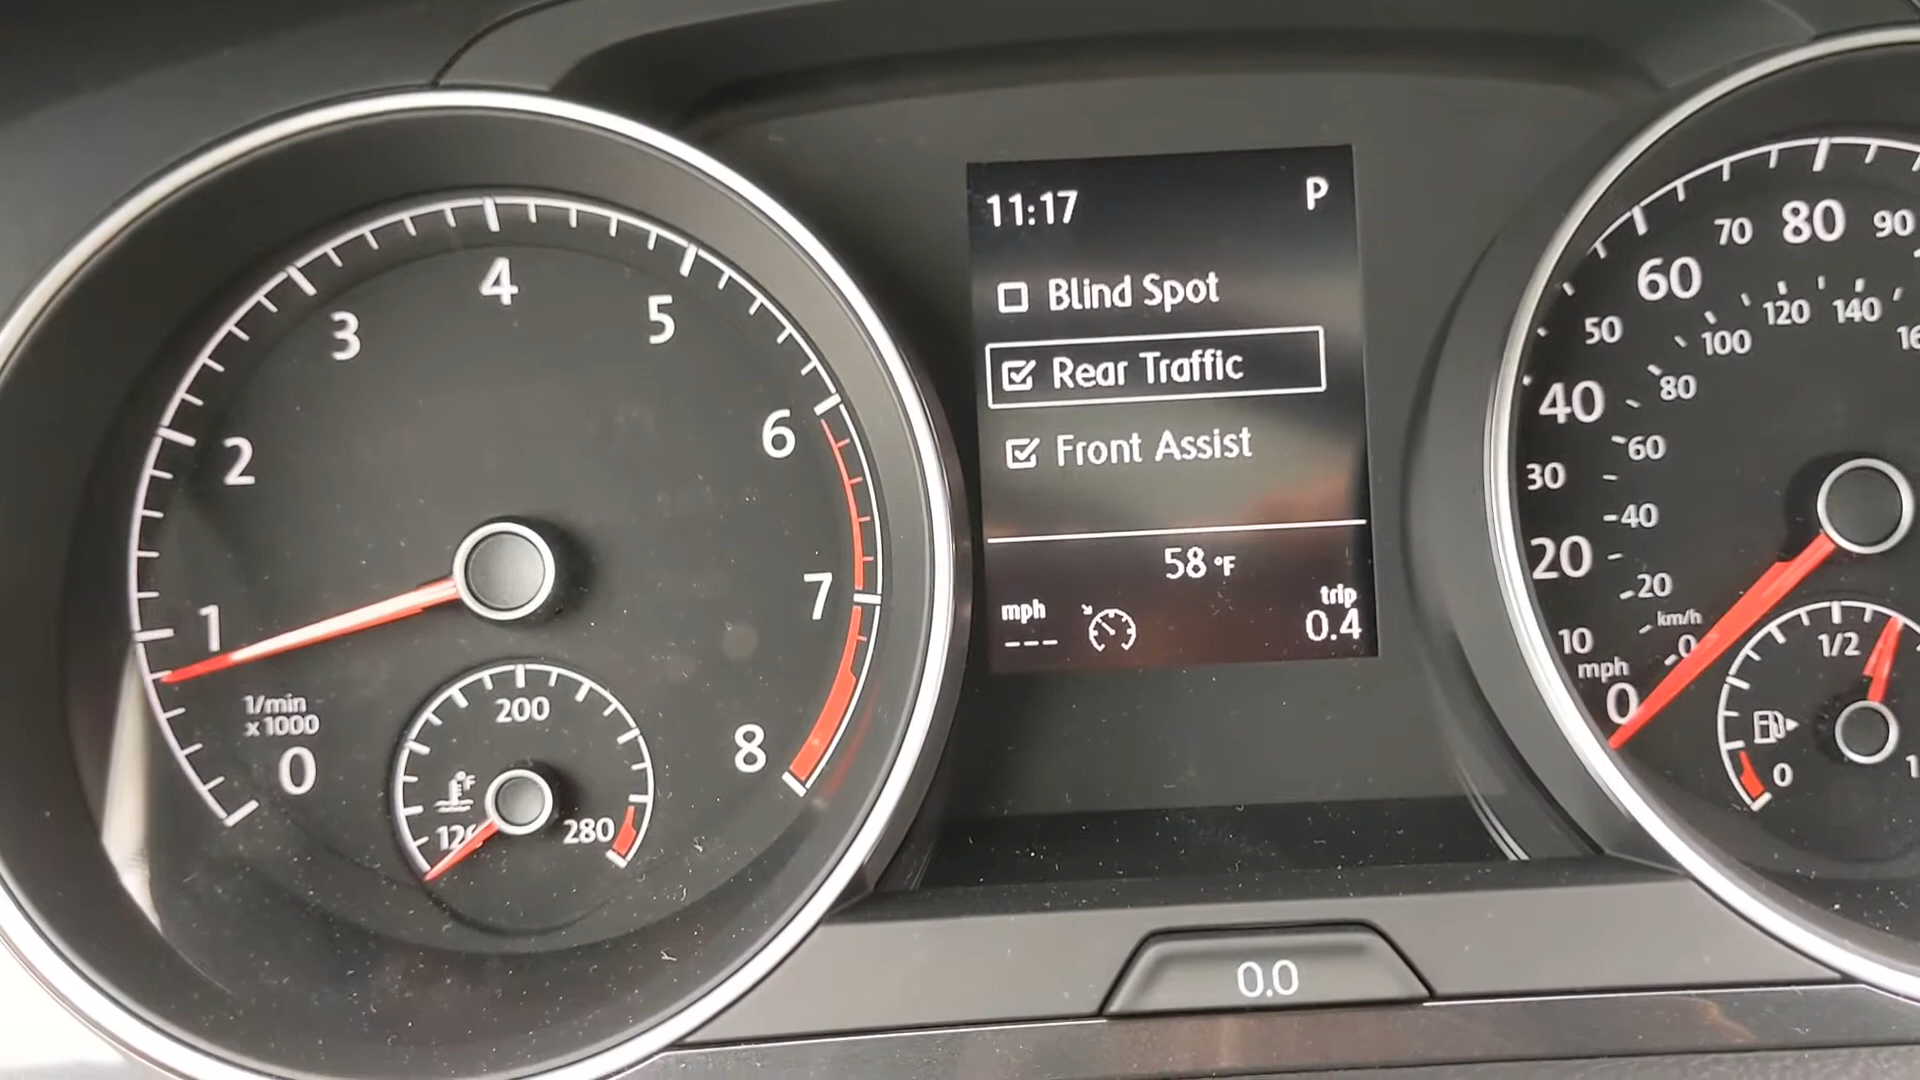 11:17 P
Blind Spot
Rear Traffic
Front Assist
58 °F
mph
---
trip
0.4
0.0
0
1
2
3
4
5
6
7
8
1/min
x 1000
200
°F
280
0
10
20
30
40
50
60
70
80
90
mph
km/h
0
20
40
60
80
100
120
140
1/2
0